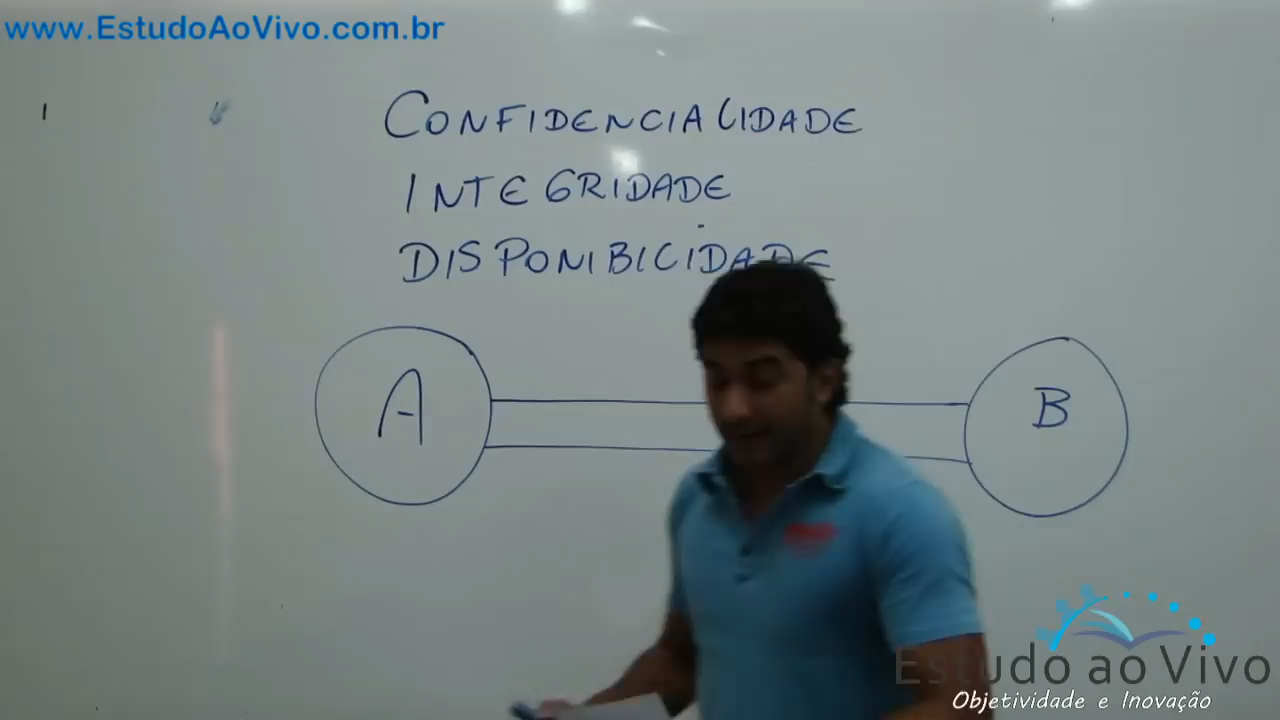 www.EstudoAoVivo.com.br
CONFIDENCIALIDADE
INTEGRIDADE
DISPONIBILIDADE
A
B
Estudo ao Vivo
Objetividade e Inovação